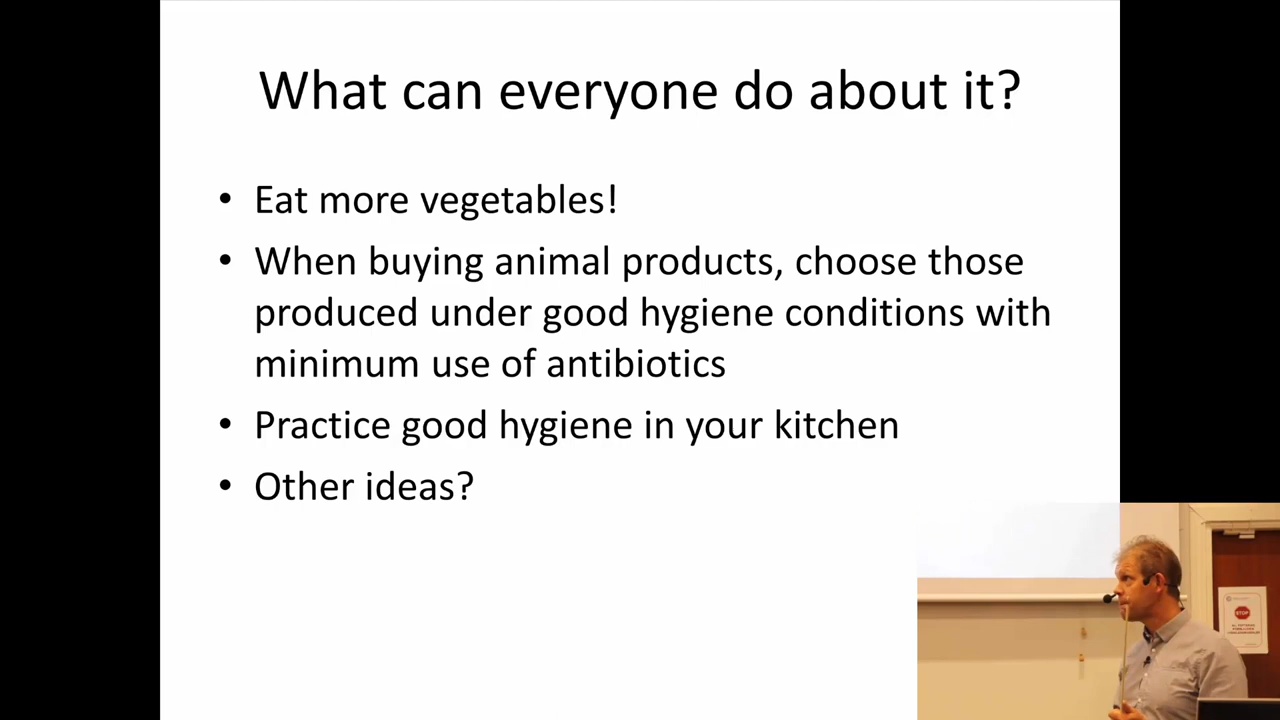 What can everyone do about it?
• Eat more vegetables!
• When buying animal products, choose those
produced under good hygiene conditions with
minimum use of antibiotics
• Practice good hygiene in your kitchen
• Other ideas?
STOP